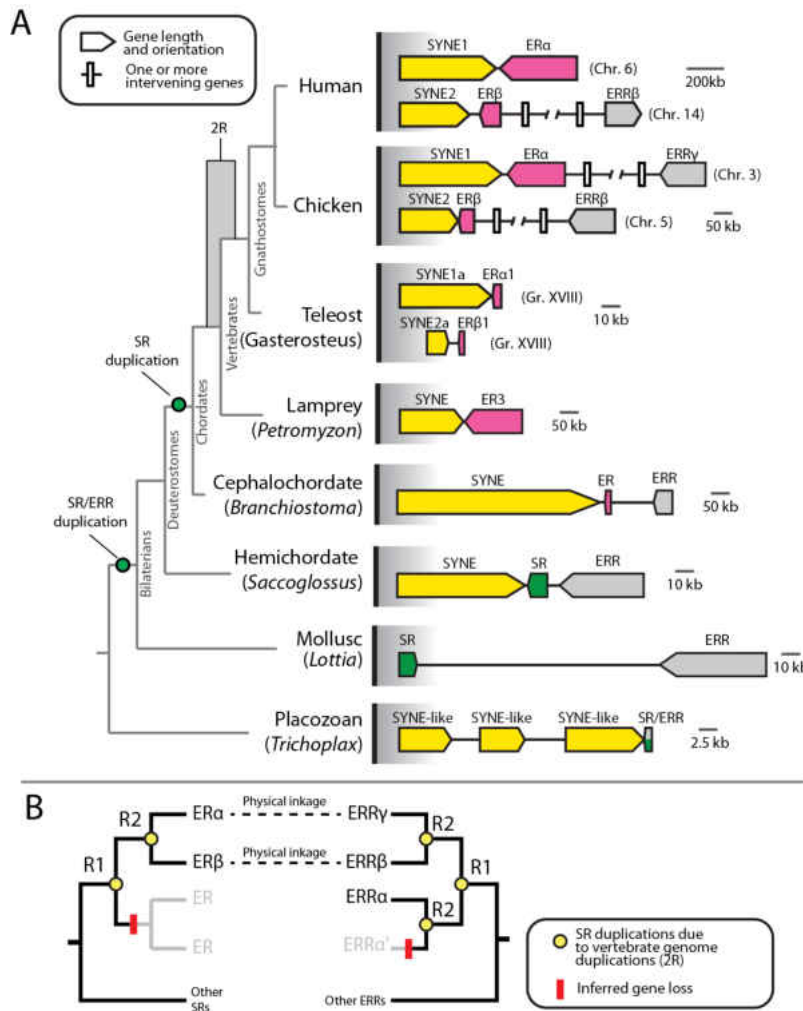 A
Gene length
and orientation
One or more
intervening genes
2R
SR
duplication
SR/ERR
duplication
Bilaterians
Deuterostomes
Chordates
Vertebrates
Gnathostomes
Human
SYNE1 ERα (Chr. 6) 200kb
SYNE2 ERβ ERRβ (Chr. 14)
Chicken
SYNE1 ERα ERRγ (Chr. 3)
SYNE2 ERβ ERRβ (Chr. 5) 50 kb
Teleost
(Gasterosteus)
SYNE1a ERα1 (Gr. XVIII) 10 kb
SYNE2a ERβ1 (Gr. XVIII)
Lamprey
(Petromyzon)
SYNE ER3 50 kb
Cephalochordate
(Branchiostoma)
SYNE ER ERR 50 kb
Hemichordate
(Saccoglossus)
SYNE SR ERR 10 kb
Mollusc
(Lottia)
SR ERR 10 kb
Placozoan
(Trichoplax)
SYNE-like SYNE-like SYNE-like SR/ERR 2.5 kb
B
R1 R2 ERα Physical linkage ERRγ R2 R1
ERβ Physical linkage ERRβ
ER ERRα R2
ER ERRα'
Other
SRs
Other ERRs
SR duplications due
to vertebrate genome
duplications (2R)
Inferred gene loss